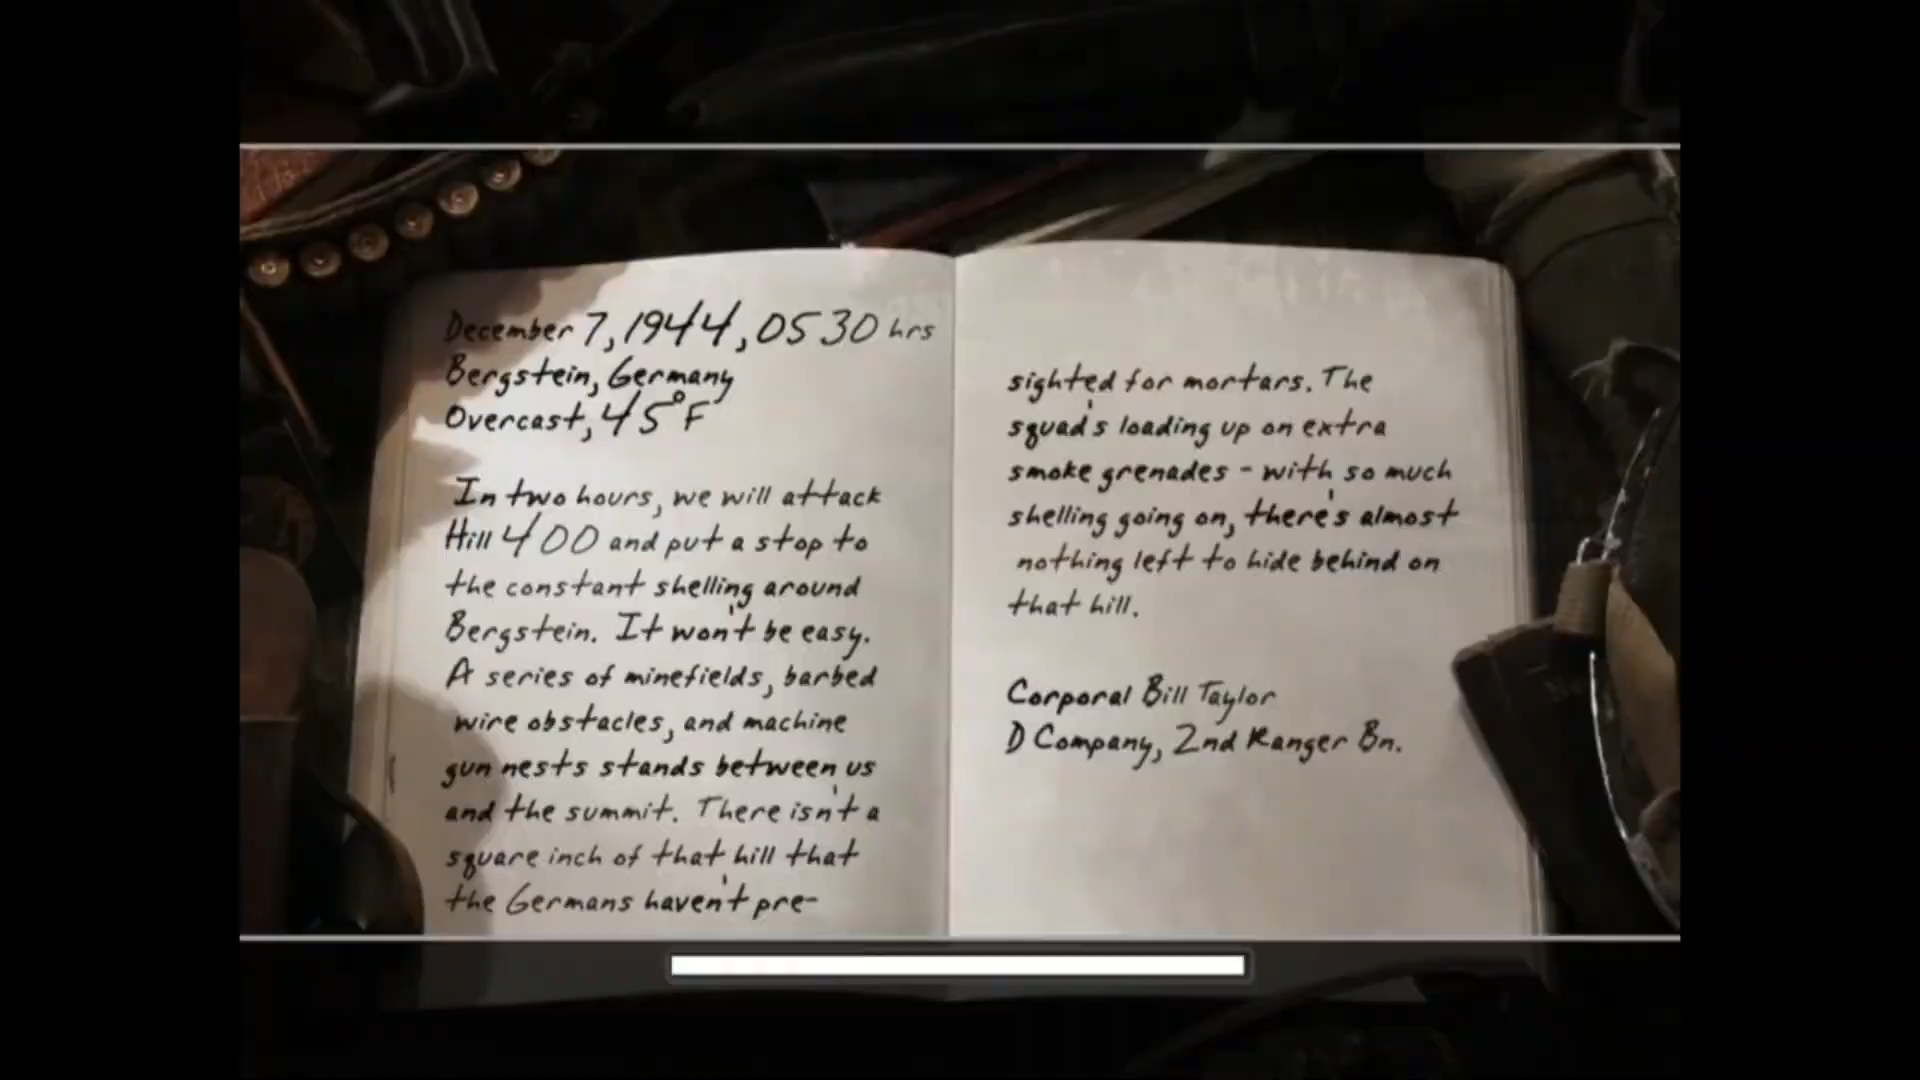 December 7, 1944, 0530 hrs
Bergstein, Germany
Overcast, 45°F
In two hours, we will attack
Hill 400 and put a stop to
the constant shelling around
Bergstein. It won't be easy.
A series of minefields, barbed
wire obstacles, and machine
gun nests stands between us
and the summit. There isn't a
square inch of that hill that
the Germans haven't pre-
sighted for mortars. The
squad's loading up on extra
smoke grenades - with so much
shelling going on, there's almost
nothing left to hide behind on
that hill.
Corporal Bill Taylor
D Company, 2nd Ranger Bn.